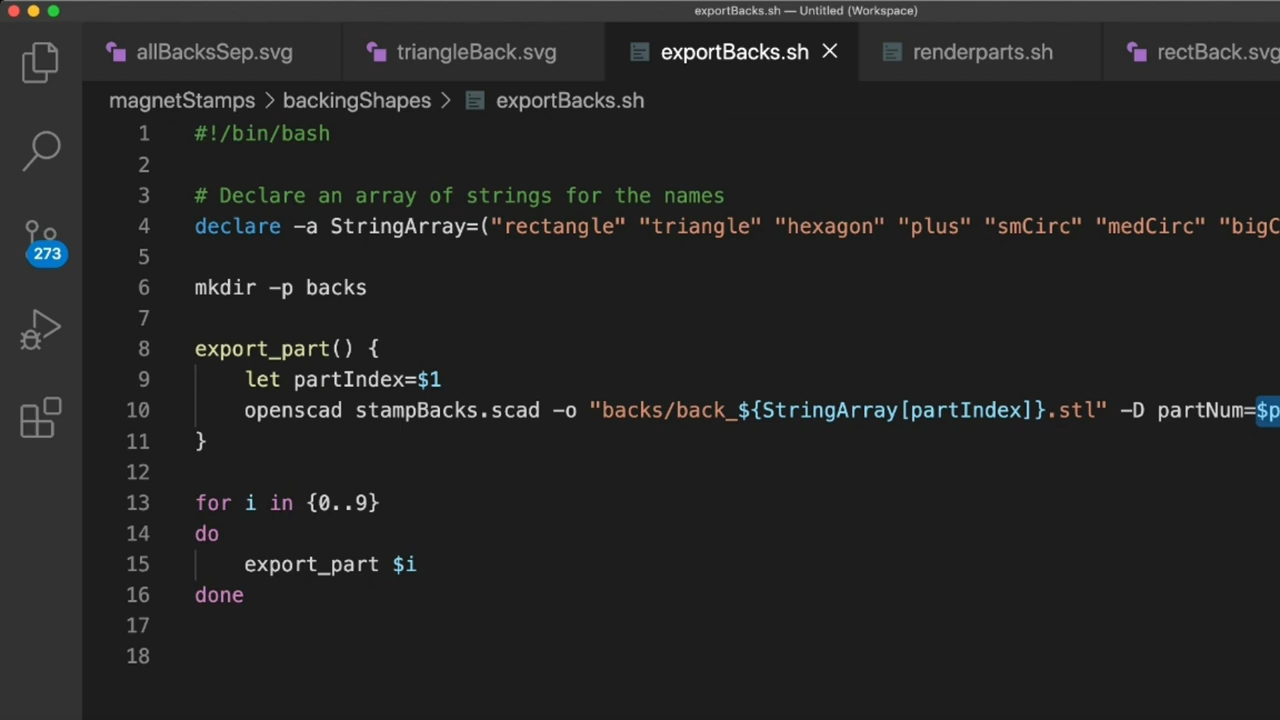 exportBacks.sh — Untitled (Workspace)
allBacksSep.svg triangleBack.svg exportBacks.sh renderparts.sh rectBack.svg
magnetStamps > backingShapes > exportBacks.sh
1 #!/bin/bash
2
3 # Declare an array of strings for the names
4 declare -a StringArray=("rectangle" "triangle" "hexagon" "plus" "smCirc" "medCirc" "bigC
273
5
6 mkdir -p backs
7
8 export_part() {
9 let partIndex=$1
10 openscad stampBacks.scad -o "backs/back_${StringArray[partIndex]}.stl" -D partNum=$p
11 }
12
13 for i in {0..9}
14 do
15 export_part $i
16 done
17
18